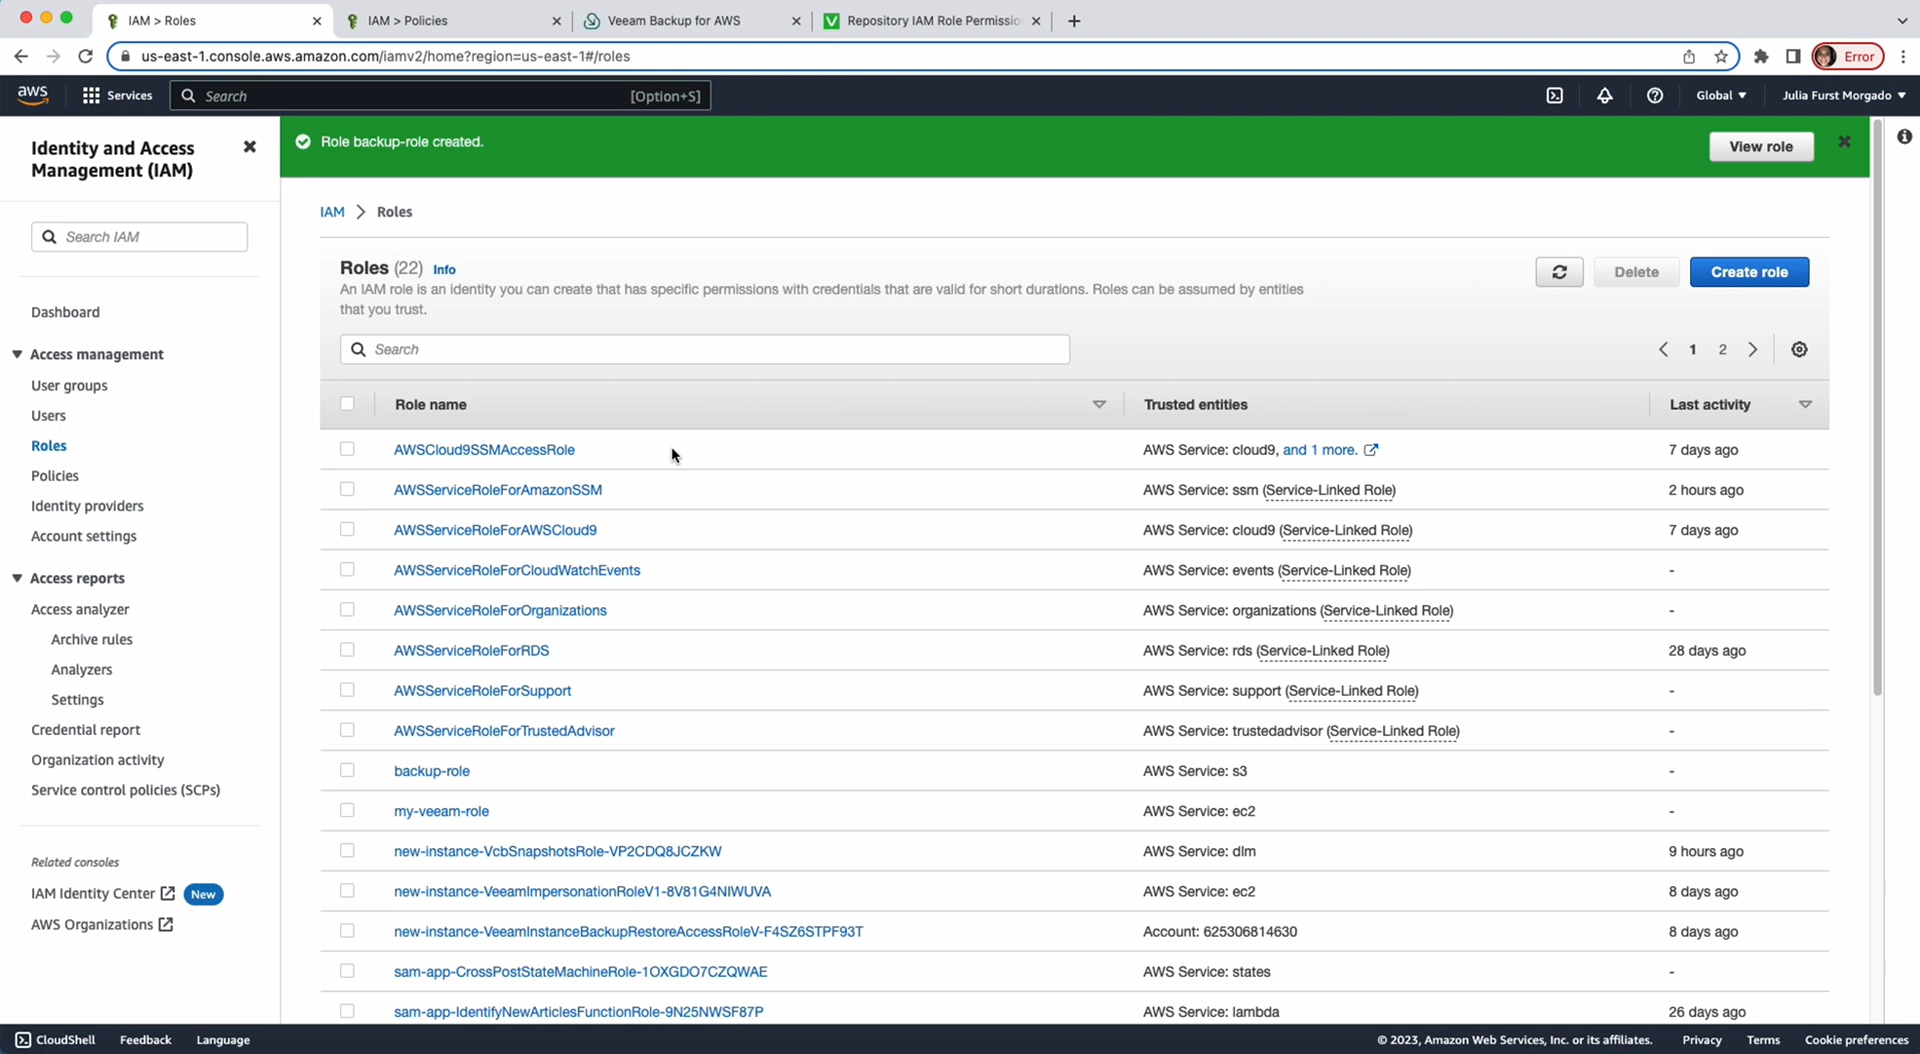 IAM > Roles
IAM > Policies
Veeam Backup for AWS
Repository IAM Role Permissio
us-east-1.console.aws.amazon.com/iamv2/home?region=us-east-1#/roles
Error
aws
Services
Search
[Option+S]
Global
Julia Furst Morgado
Identity and Access
Management (IAM)
Search IAM
Dashboard
Access management
User groups
Users
Roles
Policies
Identity providers
Account settings
Access reports
Access analyzer
Archive rules
Analyzers
Settings
Credential report
Organization activity
Service control policies (SCPs)
Related consoles
IAM Identity Center New
AWS Organizations
Role backup-role created.
View role
IAM > Roles
Roles (22) Info
An IAM role is an identity you can create that has specific permissions with credentials that are valid for short durations. Roles can be assumed by entities
that you trust.
Delete
Create role
Search
1 2
Role name Trusted entities Last activity
AWSCloud9SSMAccessRole AWS Service: cloud9, and 1 more. 7 days ago
AWSServiceRoleForAmazonSSM AWS Service: ssm (Service-Linked Role) 2 hours ago
AWSServiceRoleForAWSCloud9 AWS Service: cloud9 (Service-Linked Role) 7 days ago
AWSServiceRoleForCloudWatchEvents AWS Service: events (Service-Linked Role) -
AWSServiceRoleForOrganizations AWS Service: organizations (Service-Linked Role) -
AWSServiceRoleForRDS AWS Service: rds (Service-Linked Role) 28 days ago
AWSServiceRoleForSupport AWS Service: support (Service-Linked Role) -
AWSServiceRoleForTrustedAdvisor AWS Service: trustedadvisor (Service-Linked Role) -
backup-role AWS Service: s3 -
my-veeam-role AWS Service: ec2 -
new-instance-VcbSnapshotsRole-VP2CDQ8JCZKW AWS Service: dlm 9 hours ago
new-instance-VeeamImpersonationRoleV1-8V81G4NIWUVA AWS Service: ec2 8 days ago
new-instance-VeeamInstanceBackupRestoreAccessRoleV-F4SZ6STPF93T Account: 625306814630 8 days ago
sam-app-CrossPostStateMachineRole-1OXGDO7CZQWAE AWS Service: states -
sam-app-IdentifyNewArticlesFunctionRole-9N25NWSF87P AWS Service: lambda 26 days ago
CloudShell
Feedback
Language
© 2023, Amazon Web Services, Inc. or its affiliates.
Privacy
Terms
Cookie preferences